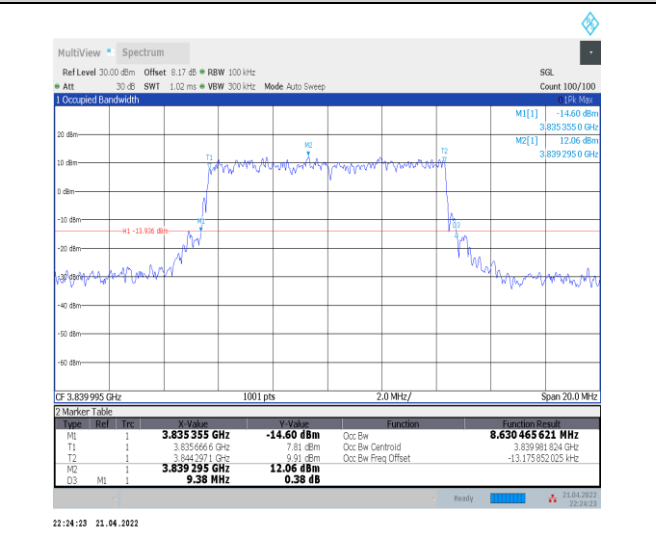 MultiView Spectrum
Ref Level 30.00 dBm Offset 8.17 dB RBW 100 kHz SGL
Att 30 dB SWT 1.02 ms VBW 300 kHz Mode Auto Sweep Count 100/100
1 Occupied Bandwidth 1Pk Max
M1[1] -14.60 dBm
3.835 355 0 GHz
M2[1] 12.06 dBm
3.839 295 0 GHz
20 dBm
M2
T1
T2
10 dBm
0 dBm
-10 dBm
M1
D3
H1 -13.936 dBm
-20 dBm
-30 dBm
-40 dBm
-50 dBm
-60 dBm
CF 3.839 995 GHz 1001 pts 2.0 MHz/ Span 20.0 MHz
2 Marker Table
Type Ref Trc X-Value Y-Value Function Function Result
M1 1 3.835 355 GHz -14.60 dBm Occ Bw 8.630 465 621 MHz
T1 1 3.835 666 6 GHz 7.81 dBm Occ Bw Centroid 3.839 981 824 GHz
T2 1 3.844 297 1 GHz 9.91 dBm Occ Bw Freq Offset -13.175 852 025 kHz
M2 1 3.839 295 GHz 12.06 dBm
D3 M1 1 9.38 MHz 0.38 dB
Ready 21.04.2022
22:24:23
22:24:23 21.04.2022